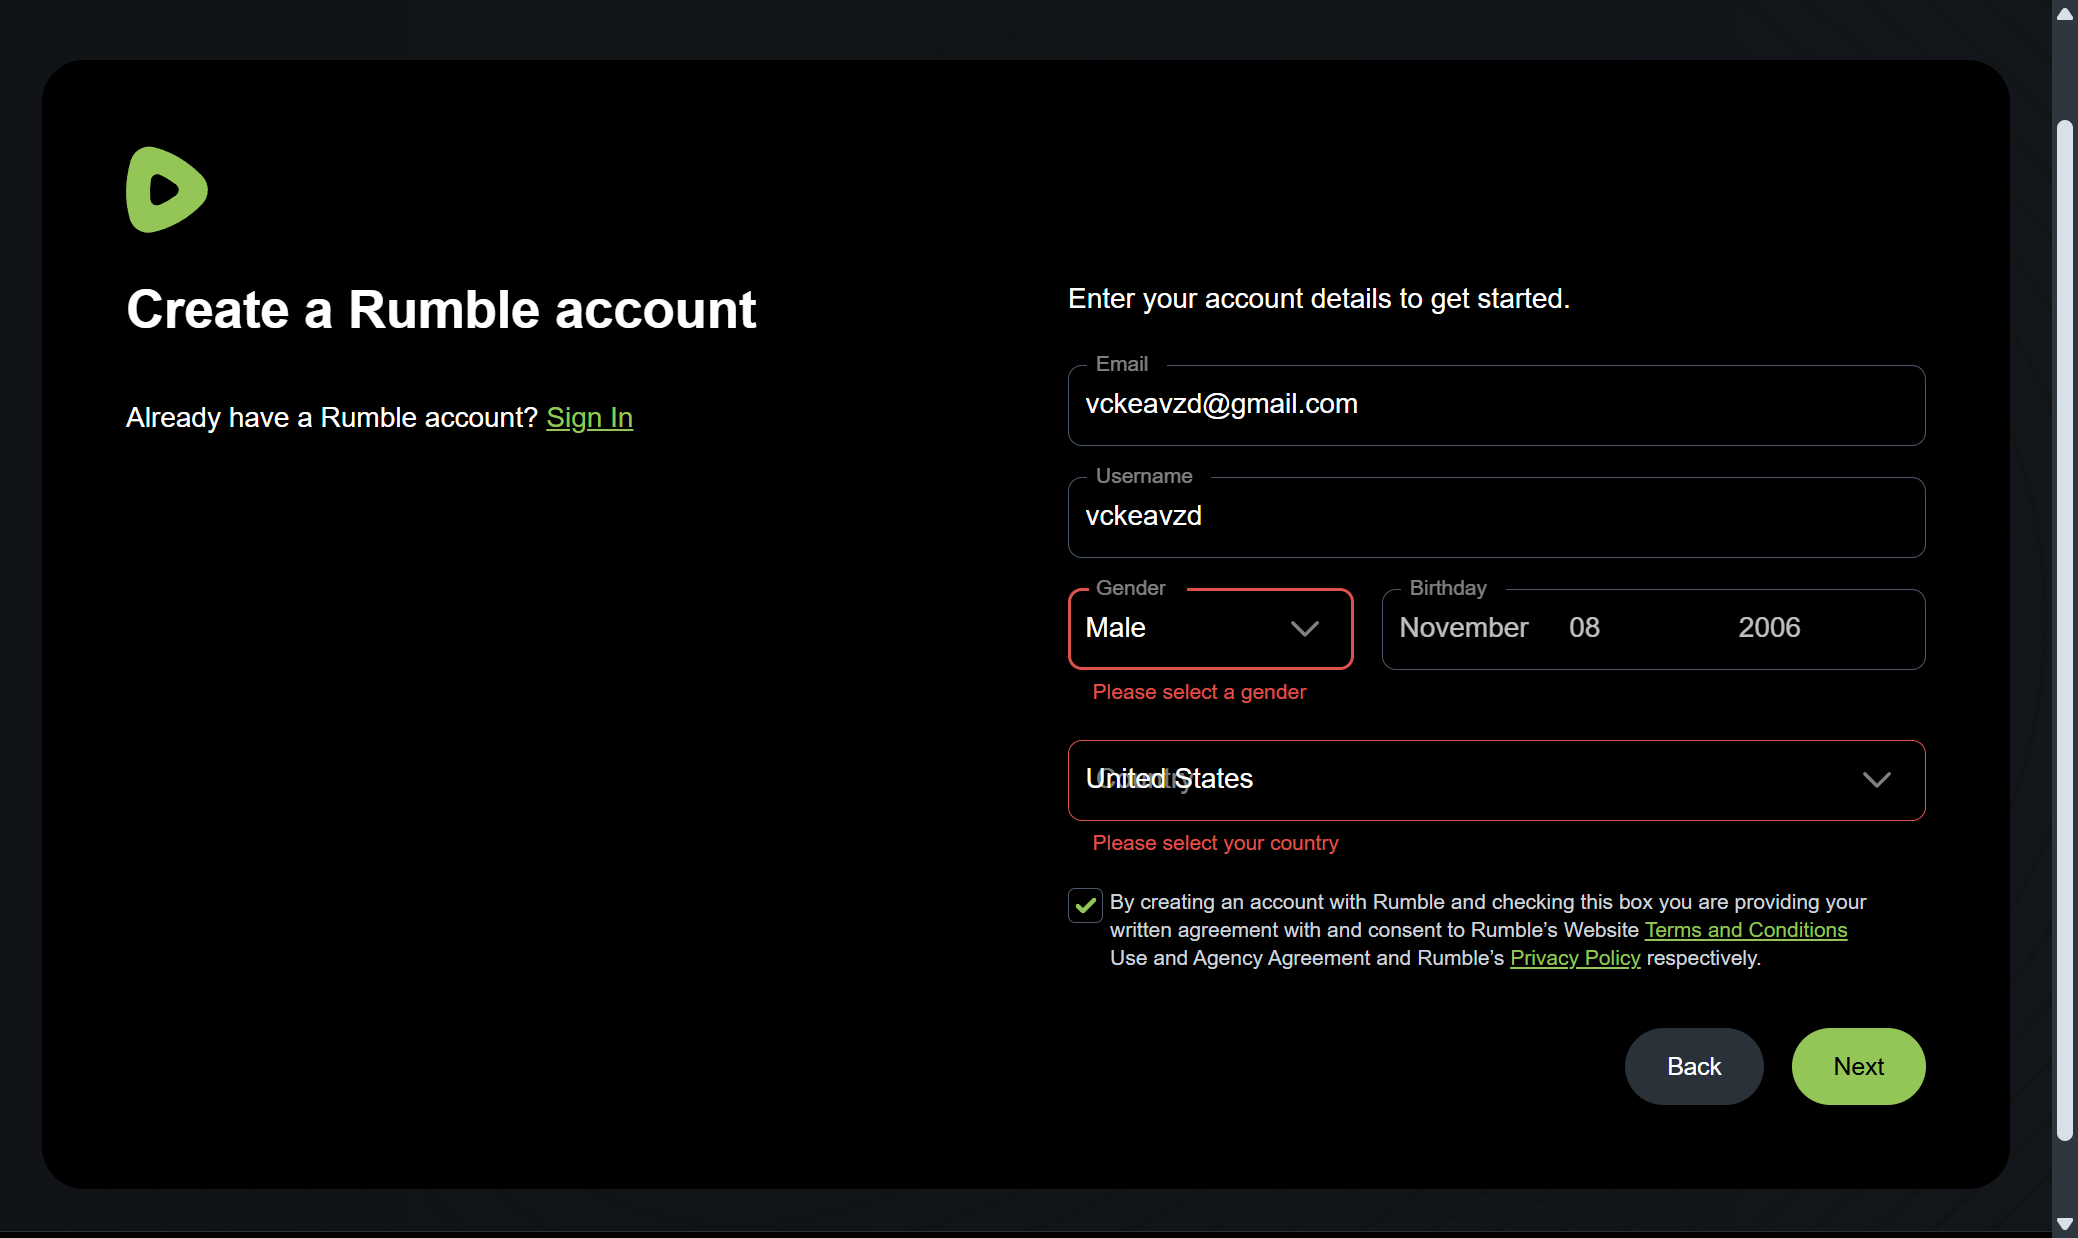 Create a Rumble account
Already have a Rumble account? Sign In
Enter your account details to get started.
Email
vckeavzd@gmail.com
Username
vckeavzd
Gender
Male
Birthday
November 08 2006
Please select a gender
Country
United States
Please select your country
By creating an account with Rumble and checking this box you are providing your
written agreement with and consent to Rumble’s Website Terms and Conditions
Use and Agency Agreement and Rumble’s Privacy Policy respectively.
Back
Next